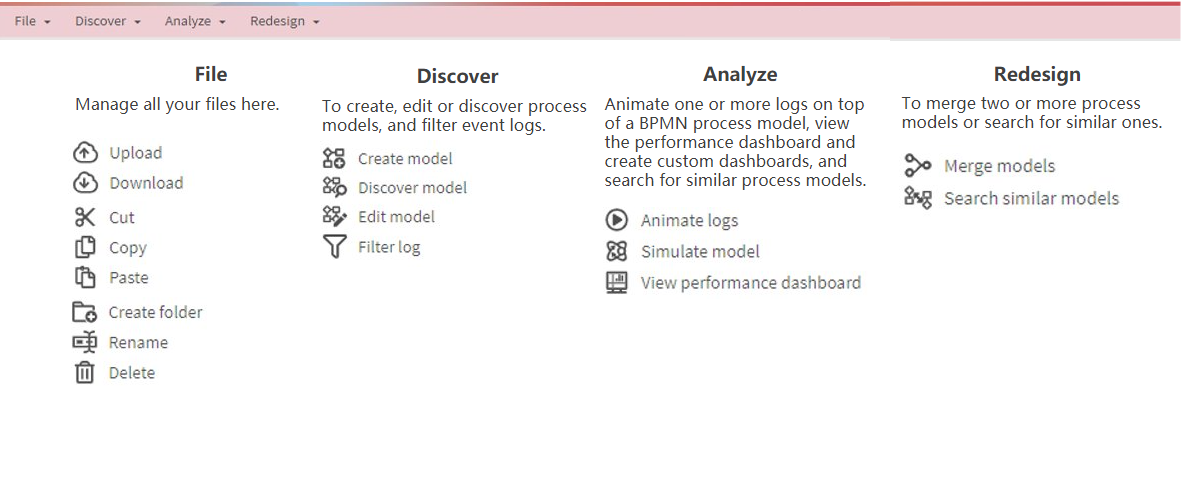 File
Discover
Analyze
Redesign
File
Manage all your files here.
Upload
Download
Cut
Copy
Paste
Create folder
Rename
Delete
Discover
To create, edit or discover process
models, and filter event logs.
Create model
Discover model
Edit model
Filter log
Analyze
Animate one or more logs on top
of a BPMN process model, view
the performance dashboard and
create custom dashboards, and
search for similar process models.
Animate logs
Simulate model
View performance dashboard
Redesign
To merge two or more process
models or search for similar ones.
Merge models
Search similar models